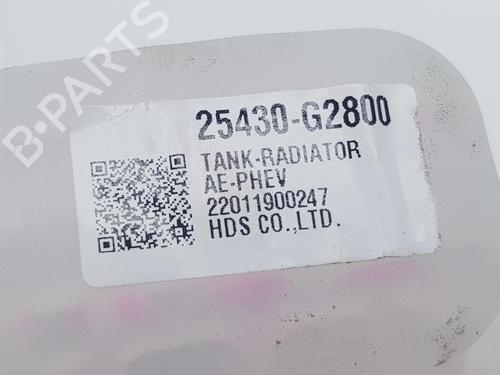 25430-G2800
TANK-RADIATOR
AE-PHEV
22011900247
HDS CO.,LTD.
B-PARTS